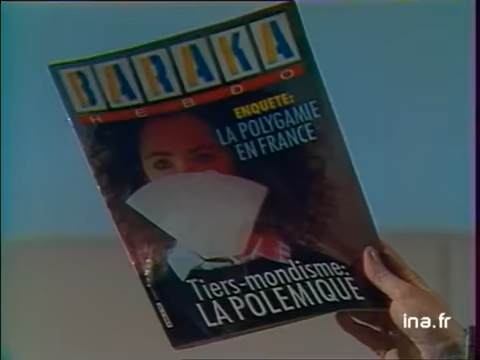 BARAKA
HEBDO
ENQUETE:
LA POLYGAMIE
EN FRANCE
Tiers-mondisme:
LA POLEMIQUE
ina.fr